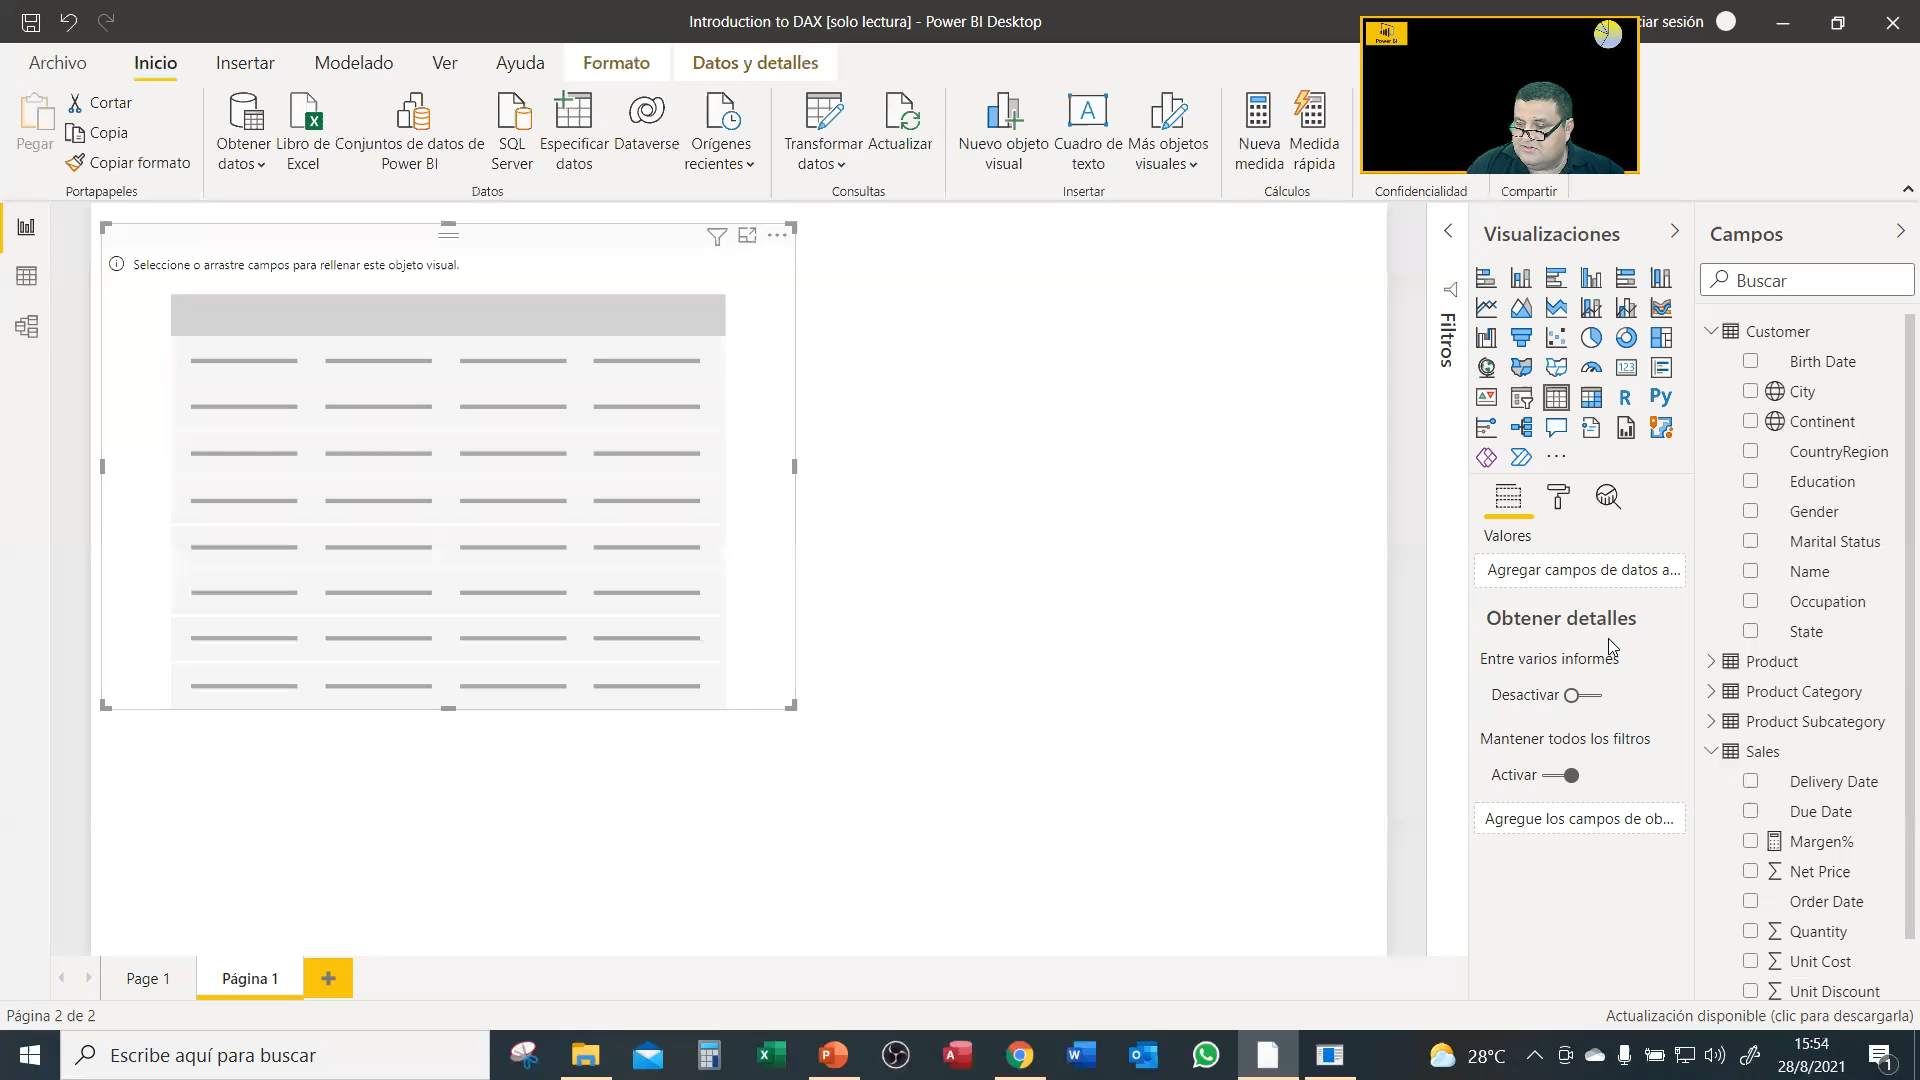 Introduction to DAX [solo lectura] - Power BI Desktop
iar sesión
Power BI
Archivo
Inicio
Insertar
Modelado
Ver
Ayuda
Formato
Datos y detalles
Pegar
Cortar
Copia
Copiar formato
Portapapeles
Obtener datos
Libro de Excel
Conjuntos de datos de Power BI
SQL Server
Especificar datos
Dataverse
Orígenes recientes
Datos
Transformar datos
Actualizar
Consultas
Nuevo objeto visual
Cuadro de texto
Más objetos visuales
Insertar
Nueva medida
Medida rápida
Cálculos
Confidencialidad
Compartir
Seleccione o arrastre campos para rellenar este objeto visual.
Filtros
Visualizaciones
123
R
Py
Valores
Agregar campos de datos a...
Obtener detalles
Entre varios informes
Desactivar
Mantener todos los filtros
Activar
Agregue los campos de ob...
Campos
Buscar
Customer
Birth Date
City
Continent
CountryRegion
Education
Gender
Marital Status
Name
Occupation
State
Product
Product Category
Product Subcategory
Sales
Delivery Date
Due Date
Margen%
Net Price
Order Date
Quantity
Unit Cost
Unit Discount
Page 1
Página 1
Página 2 de 2
Actualización disponible (clic para descargarla)
Escribe aquí para buscar
28°C
15:54
28/8/2021
1